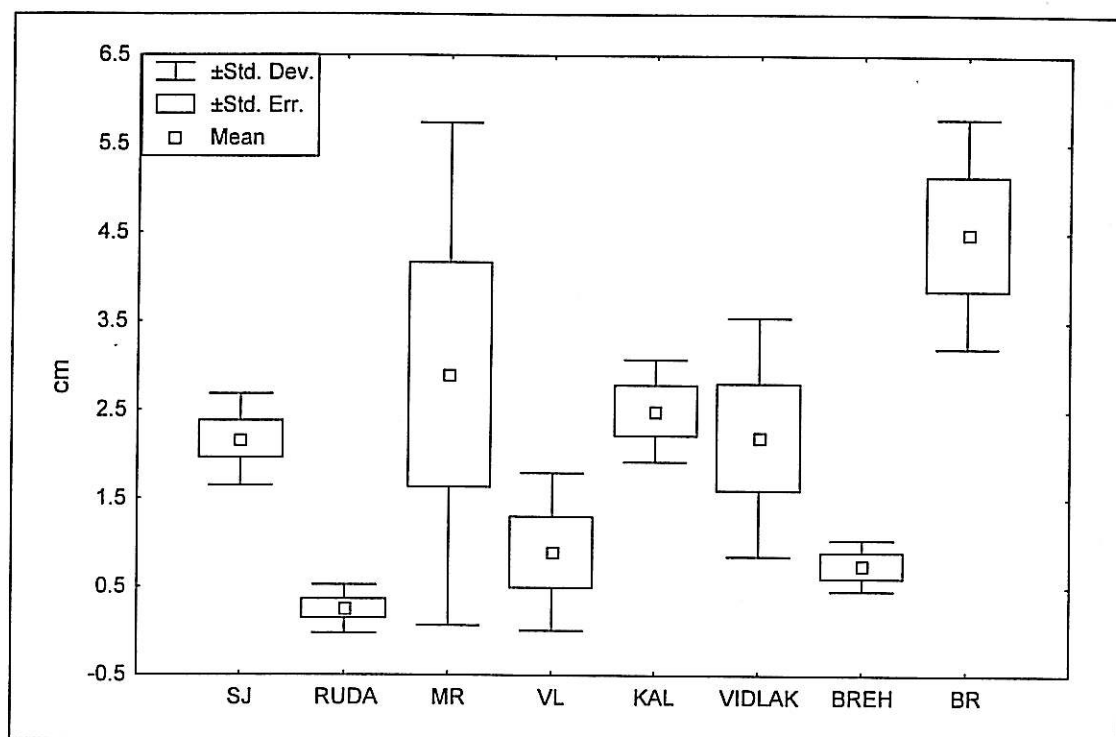 ±Std. Dev.
±Std. Err.
Mean
6.5
5.5
4.5
3.5
2.5
1.5
0.5
-0.5
cm
SJ RUDA MR VL KAL VIDLAK BREH BR